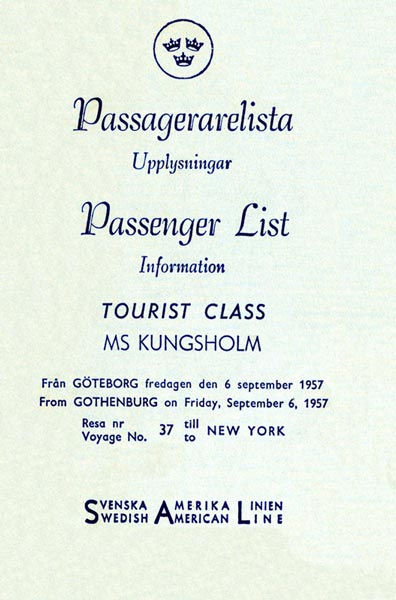 Passagerarelista
Upplysningar
Passenger List
Information
TOURIST CLASS
MS KUNGSHOLM
Från GÖTEBORG fredagen den 6 september 1957
From GOTHENBURG on Friday, September 6, 1957
Resa nr 37 till NEW YORK
Voyage No. to
SVENSKA AMERIKA LINIEN
SWEDISH AMERICAN LINE